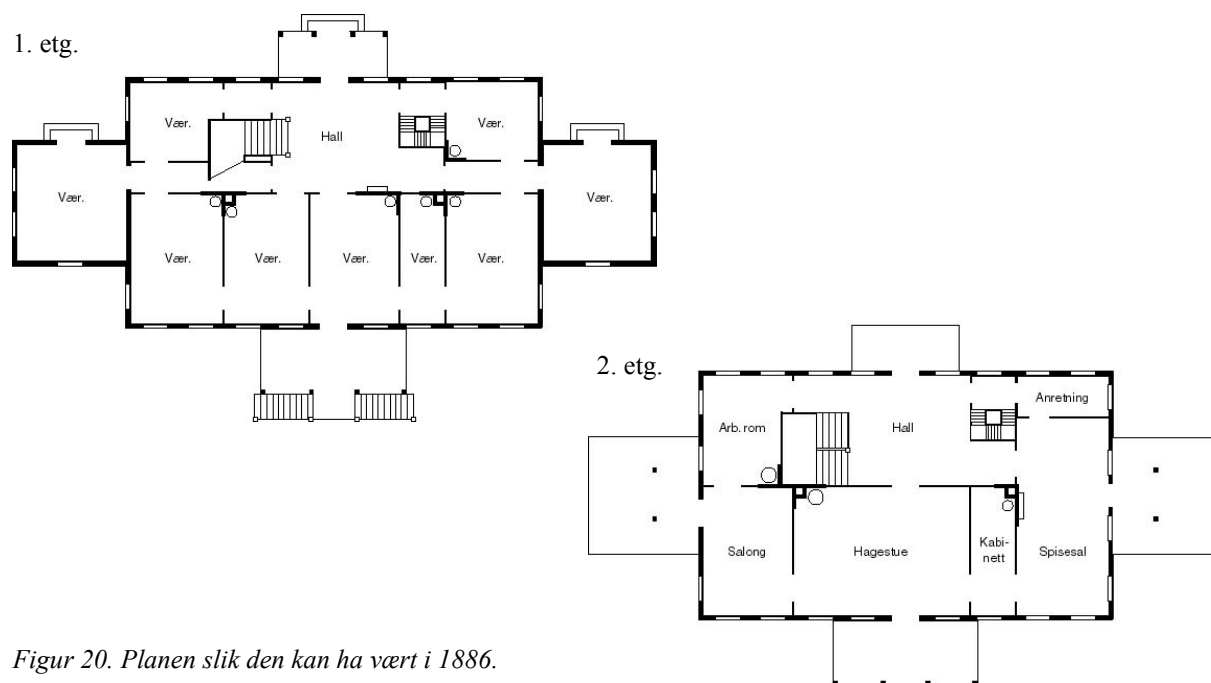 1. etg.
Vær.
Hall
Vær.
Vær.
Vær.
Vær.
Vær.
Vær.
Vær.
Vær.
2. etg.
Anretning
Arb. rom
Hall
Salong
Hagestue
Kabi-
nett
Spisesal
Figur 20. Planen slik den kan ha vært i 1886.